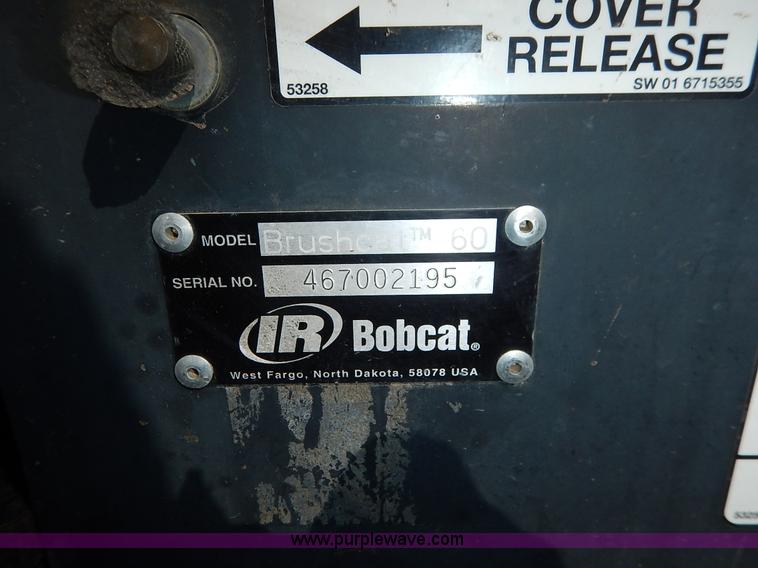 COVER
RELEASE
53258
SW 01 6715355
MODEL Brushcat™ 60
SERIAL NO. 467002195
IR Bobcat®
West Fargo, North Dakota, 58078 USA
www.purplewave.com